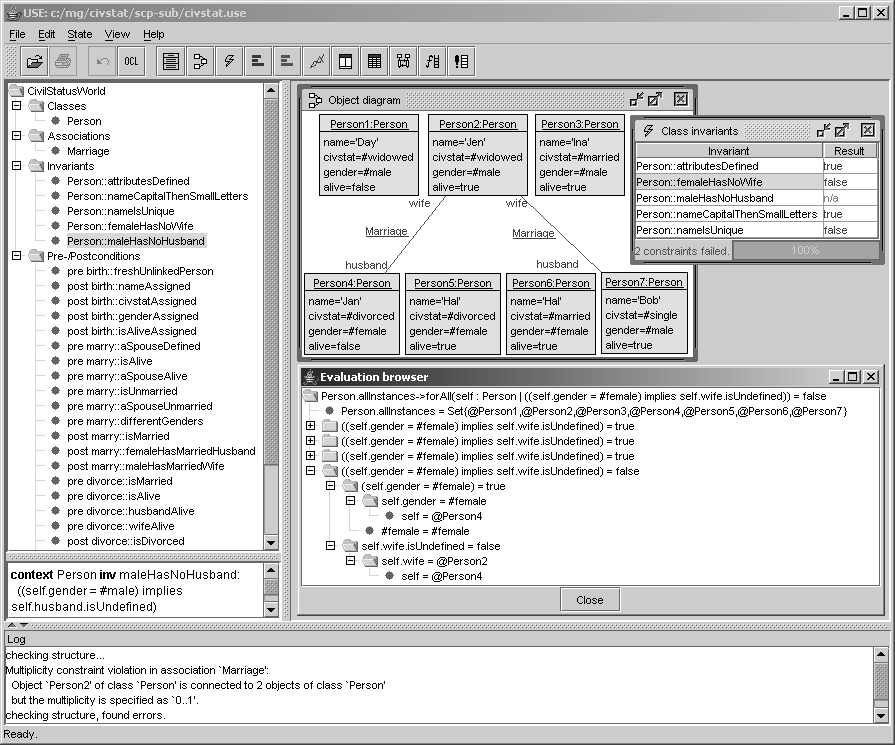 USE: c:/mg/civstat/scp-sub/civstat.use
File Edit State View Help
OCL
CivilStatusWorld
Classes
Person
Associations
Marriage
Invariants
Person::attributesDefined
Person::nameCapitalThenSmallLetters
Person::nameIsUnique
Person::femaleHasNoWife
Person::maleHasNoHusband
Pre-/Postconditions
pre birth::freshUnlinkedPerson
post birth::nameAssigned
post birth::civstatAssigned
post birth::genderAssigned
post birth::isAliveAssigned
pre marry::aSpouseDefined
pre marry::isAlive
pre marry::aSpouseAlive
pre marry::isUnmarried
pre marry::aSpouseUnmarried
pre marry::differentGenders
post marry::isMarried
post marry::femaleHasMarriedHusband
post marry::maleHasMarriedWife
pre divorce::isMarried
pre divorce::isAlive
pre divorce::husbandAlive
pre divorce::wifeAlive
post divorce::isDivorced
context Person inv maleHasNoHusband:
((self.gender = #male) implies
self.husband.isUndefined)
Object diagram
Person1:Person
name='Day'
civstat=#widowed
gender=#male
alive=false
Person2:Person
name='Jen'
civstat=#widowed
gender=#male
alive=true
Person3:Person
name='Ina'
civstat=#married
gender=#male
alive=true
wife
wife
Marriage
Marriage
husband
husband
Person4:Person
name='Jan'
civstat=#divorced
gender=#female
alive=false
Person5:Person
name='Hal'
civstat=#divorced
gender=#female
alive=true
Person6:Person
name='Hal'
civstat=#married
gender=#female
alive=true
Person7:Person
name='Bob'
civstat=#single
gender=#male
alive=true
Class invariants
Invariant Result
Person::attributesDefined true
Person::femaleHasNoWife false
Person::maleHasNoHusband n/a
Person::nameCapitalThenSmallLetters true
Person::nameIsUnique false
2 constraints failed. 100%
Evaluation browser
Person.allInstances->forAll(self : Person | ((self.gender = #female) implies self.wife.isUndefined)) = false
Person.allInstances = Set{@Person1,@Person2,@Person3,@Person4,@Person5,@Person6,@Person7}
((self.gender = #female) implies self.wife.isUndefined) = true
((self.gender = #female) implies self.wife.isUndefined) = true
((self.gender = #female) implies self.wife.isUndefined) = true
((self.gender = #female) implies self.wife.isUndefined) = false
(self.gender = #female) = true
self.gender = #female
self = @Person4
#female = #female
self.wife.isUndefined = false
self.wife = @Person2
self = @Person4
Close
Log
checking structure...
Multiplicity constraint violation in association `Marriage':
Object `Person2' of class `Person' is connected to 2 objects of class `Person'
but the multiplicity is specified as `0..1'.
checking structure, found errors.
Ready.